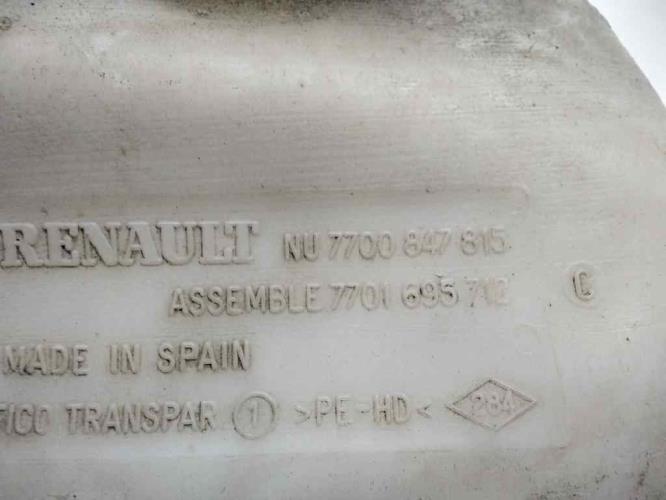 RENAULT NU 7700 847 815
ASSEMBLE 7701 695 712 C
MADE IN SPAIN
FICO TRANSPAR 1 >PE-HD< 284